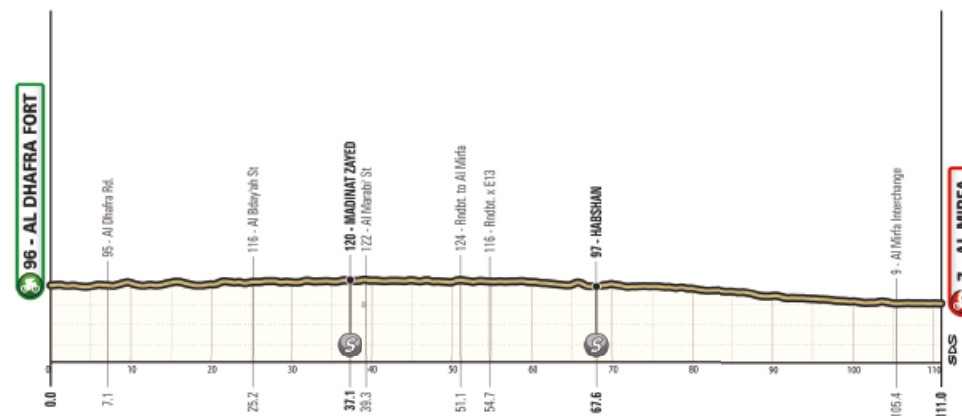 96 - AL DHAFRA FORT
95 - Al Dhafra Rd.
116 - Al Bday'ah St
120 - MADINAT ZAYED
122 - Al Marabi' St
124 - Rndbt. to Al Mirfa
116 - Rndbt. x E13
97 - HABSHAN
9 - Al Mirfa Interchange
7 - AL MIRFA
S
S
SDS
0 10 20 30 40 50 60 70 80 90 100 110
0.0 7.1 25.2 37.1 39.3 51.1 54.7 67.6 105.4 111.0